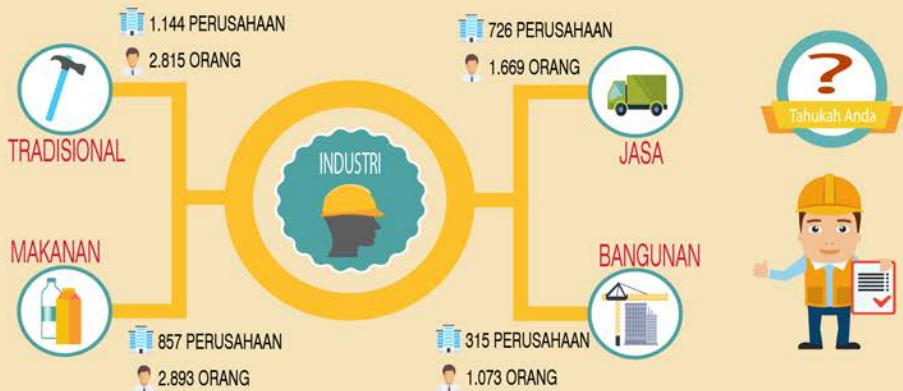 1.144 PERUSAHAAN
2.815 ORANG
TRADISIONAL
MAKANAN
857 PERUSAHAAN
2.893 ORANG
INDUSTRI
726 PERUSAHAAN
1.669 ORANG
JASA
BANGUNAN
315 PERUSAHAAN
1.073 ORANG
?
Tahukah Anda